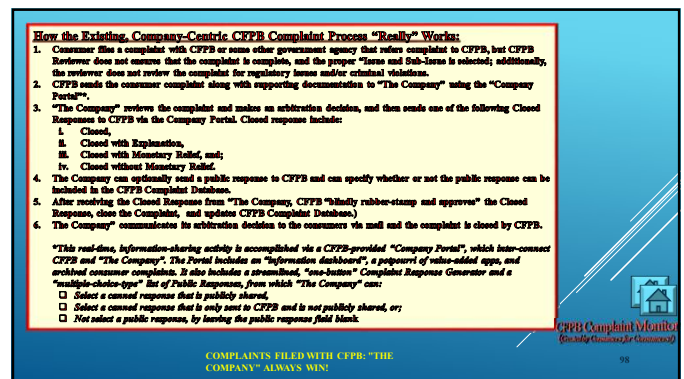 How the Existing, Company-Centric CFPB Complaint Process “Really” Works:
1. Consumer files a complaint with CFPB or some other government agency that refers complaint to CFPB, but CFPB
Reviewer does not ensures that the complaint is complete, and the proper “Issue and Sub-Issue is selected; additionally,
the reviewer does not review the complaint for regulatory issues and/or criminal violations.
2. CFPB sends the consumer complaint along with supporting documentation to “The Company” using the “Company
Portal”*.
3. “The Company” reviews the complaint and makes an arbitration decision, and then sends one of the following Closed
Responses to CFPB via the Company Portal. Closed response include:
i. Closed,
ii. Closed with Explanation,
iii. Closed with Monetary Relief, and;
iv. Closed without Monetary Relief.
4. The Company can optionally send a public response to CFPB and can specify whether or not the public response can be
included in the CFPB Complaint Database.
5. After receiving the Closed Response from “The Company, CFPB “blindly rubber-stamp and approves” the Closed
Response, close the Complaint, and updates CFPB Complaint Database.)
6. The Company” communicates its arbitration decision to the consumers via mail and the complaint is closed by CFPB.
*This real-time, information-sharing activity is accomplished via a CFPB-provided “Company Portal”, which inter-connect
CFPB and “The Company”. The Portal includes an “information dashboard”, a potpourri of value-added apps, and
archived consumer complaints. It also includes a streamlined, “one-button” Complaint Response Generator and a
“multiple-choice-type” list of Public Responses, from which “The Company” can:
❑ Select a canned response that is publicly shared,
❑ Select a canned response that is only sent to CFPB and is not publicly shared, or;
❑ Not select a public response, by leaving the public response field blank
CFPB Complaint Monitor
(Created by Consumers for Consumers!)
COMPLAINTS FILED WITH CFPB: "THE
COMPANY" ALWAYS WIN!
98